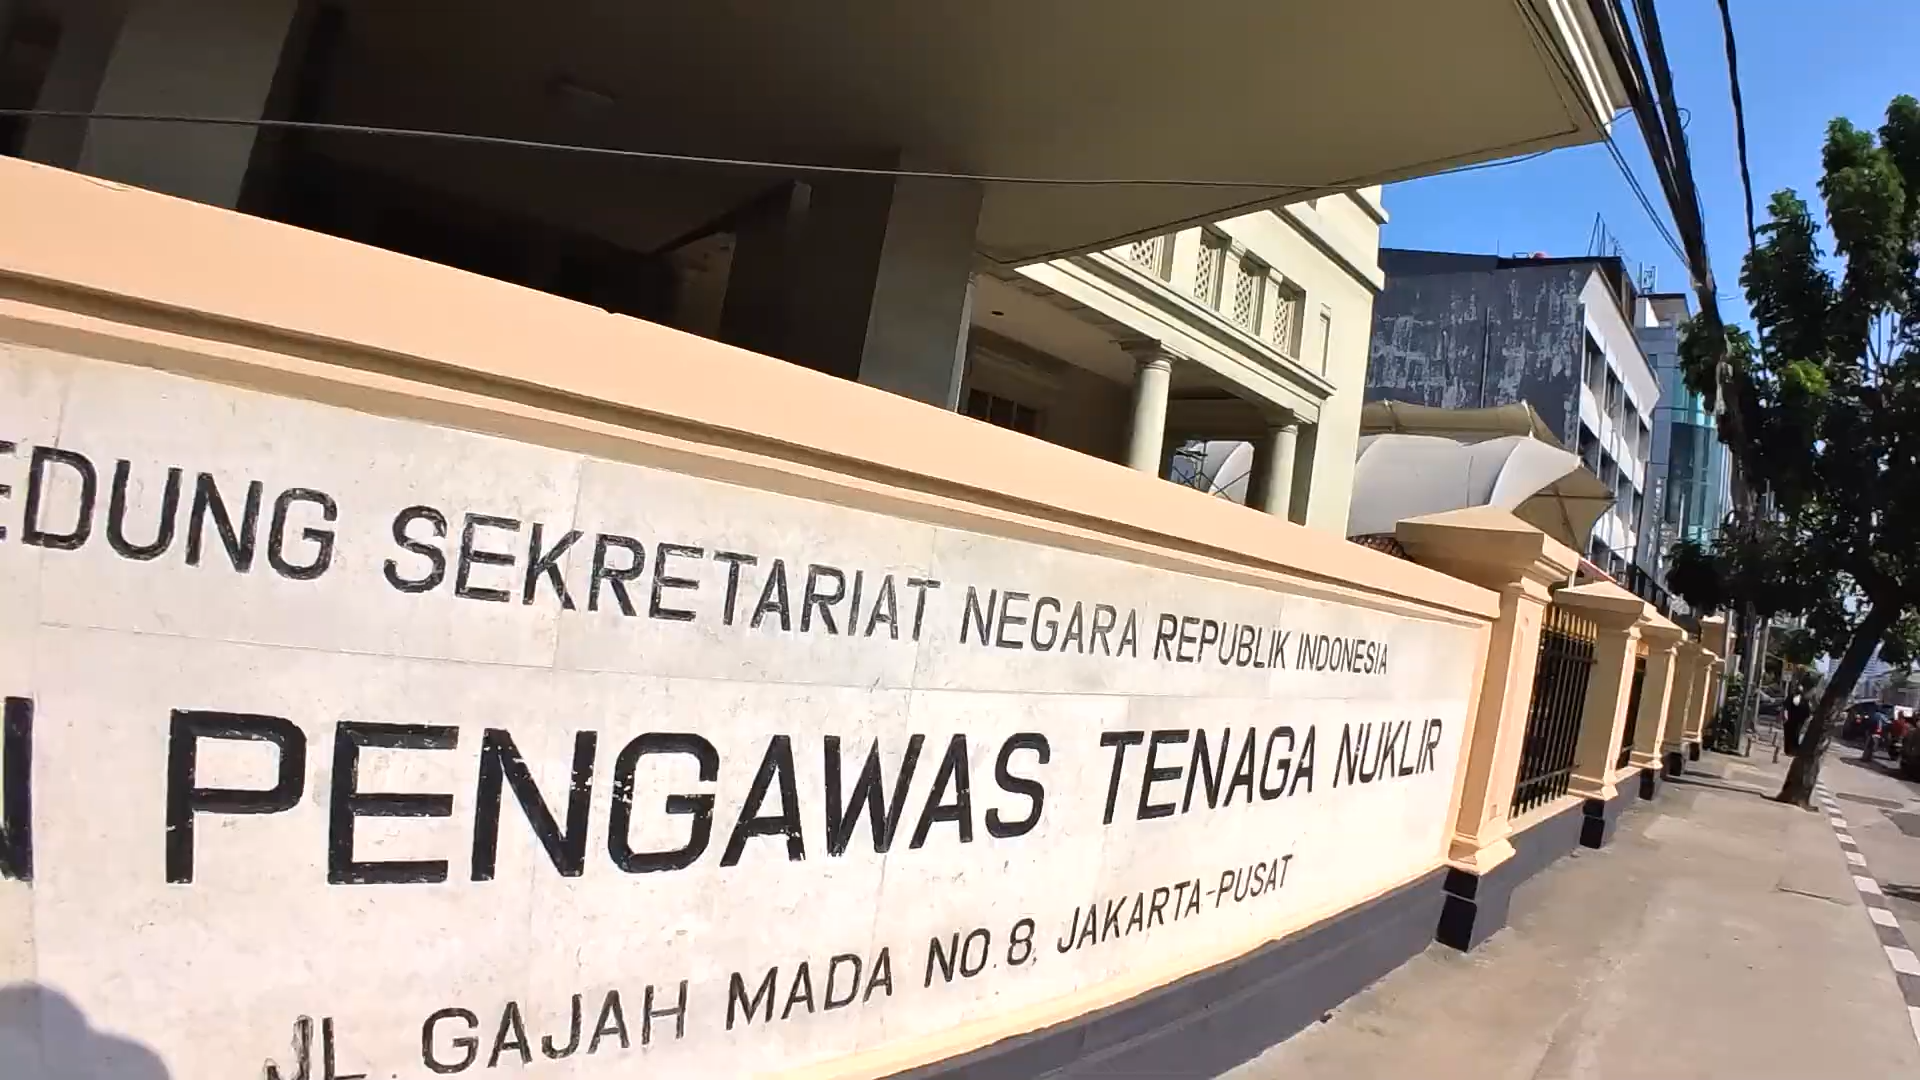 EDUNG SEKRETARIAT NEGARA REPUBLIK INDONESIA
N PENGAWAS TENAGA NUKLIR
JL. GAJAH MADA NO.8, JAKARTA-PUSAT